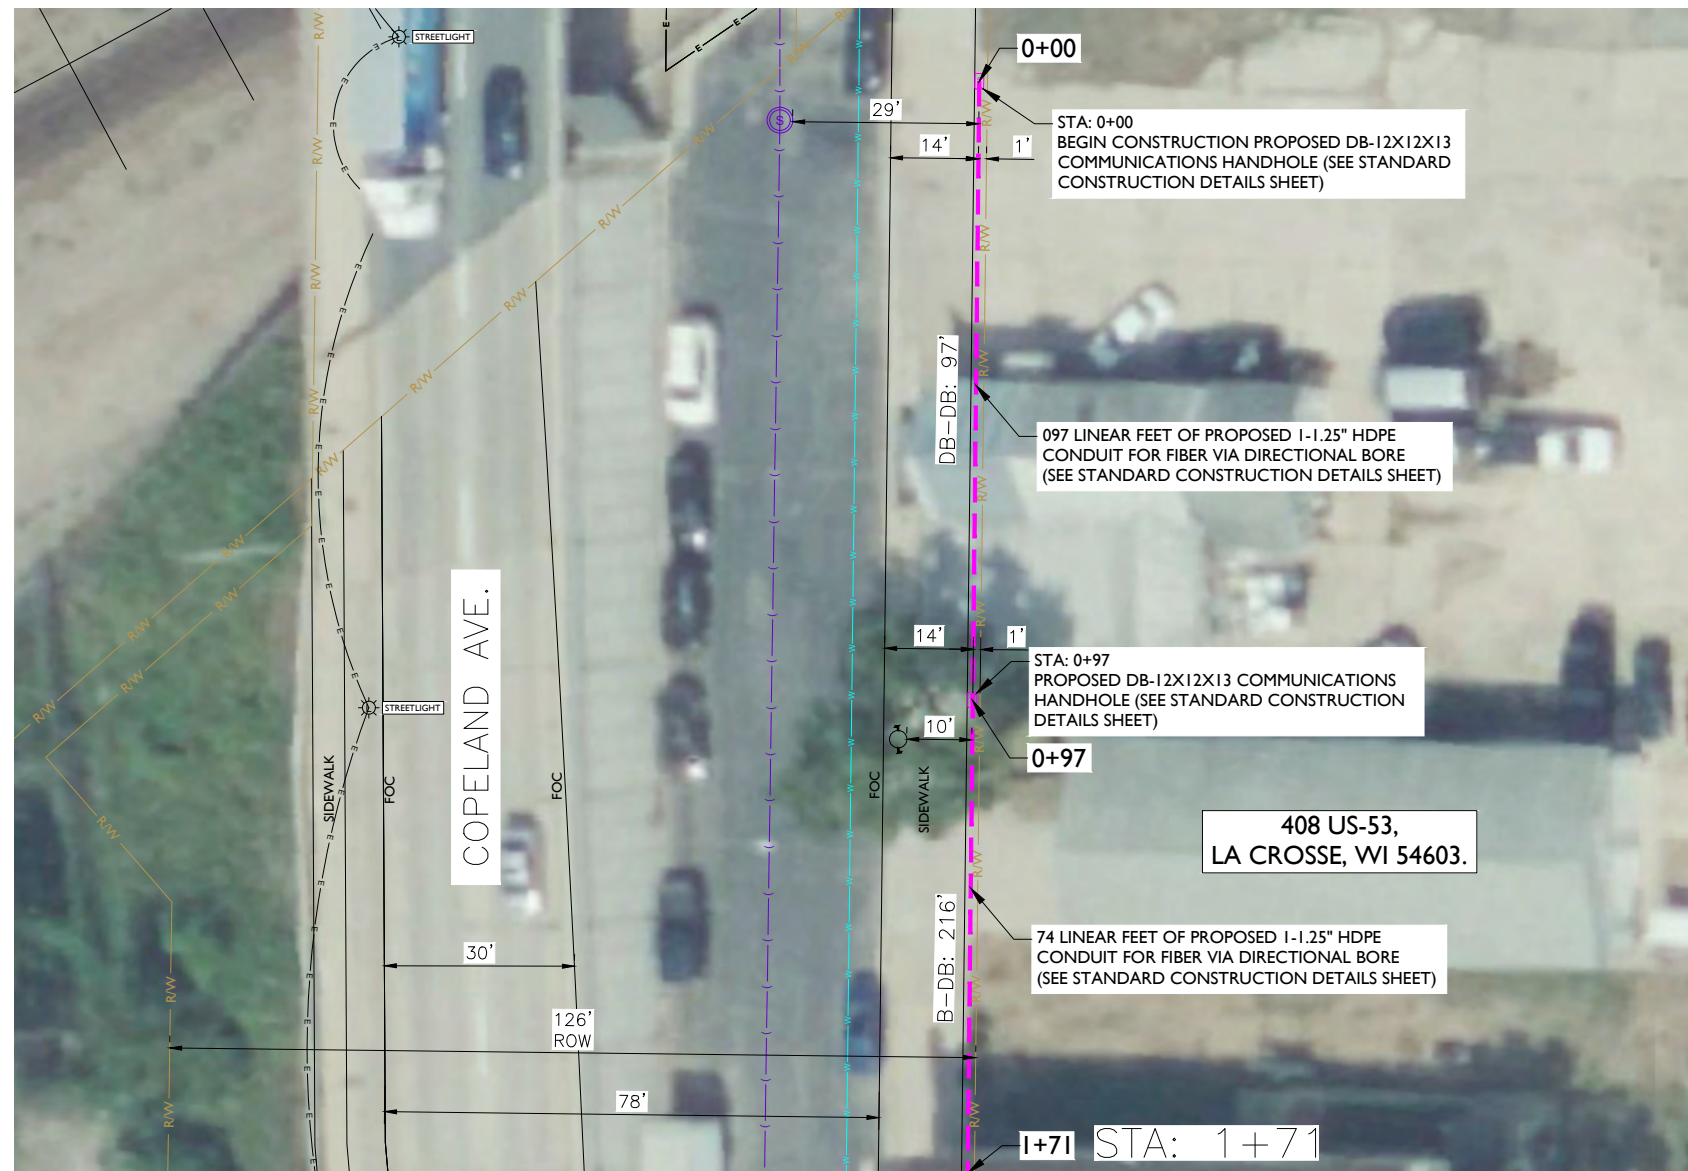 STREETLIGHT
0+00
29'
14'
1'
STA: 0+00
BEGIN CONSTRUCTION PROPOSED DB-12X12X13
COMMUNICATIONS HANDHOLE (SEE STANDARD
CONSTRUCTION DETAILS SHEET)
S
E
E
E
R/W
R/W
R/W
R/W
R/W
R/W
R/W
R/W
W
DB-DB: 97'
097 LINEAR FEET OF PROPOSED 1-1.25" HDPE
CONDUIT FOR FIBER VIA DIRECTIONAL BORE
(SEE STANDARD CONSTRUCTION DETAILS SHEET)
14'
1'
STA: 0+97
PROPOSED DB-12X12X13 COMMUNICATIONS
HANDHOLE (SEE STANDARD CONSTRUCTION
DETAILS SHEET)
10'
0+97
STREETLIGHT
COPELAND AVE.
SIDEWALK
FOC
FOC
FOC
SIDEWALK
408 US-53,
LA CROSSE, WI 54603.
B-DB: 216'
74 LINEAR FEET OF PROPOSED 1-1.25" HDPE
CONDUIT FOR FIBER VIA DIRECTIONAL BORE
(SEE STANDARD CONSTRUCTION DETAILS SHEET)
30'
126'
ROW
78'
1+71
STA: 1+71